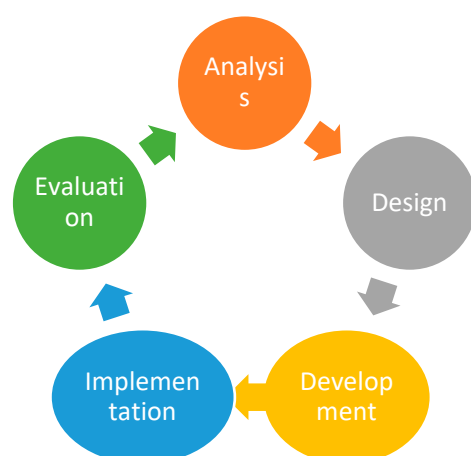 Analysi
s
Design
Develop
ment
Implemen
tation
Evaluati
on